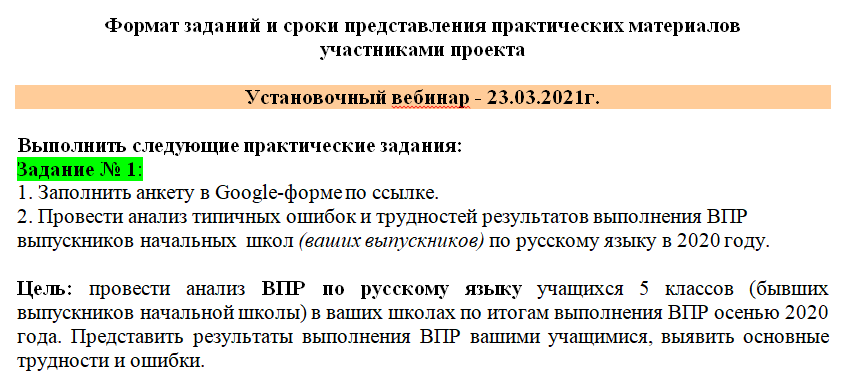 Формат заданий и сроки представления практических материалов
участниками проекта
Установочный вебинар - 23.03.2021г.
Выполнить следующие практические задания:
Задание № 1:
1. Заполнить анкету в Google-форме по ссылке.
2. Провести анализ типичных ошибок и трудностей результатов выполнения ВПР
выпускников начальных школ (ваших выпускников) по русскому языку в 2020 году.
Цель: провести анализ ВПР по русскому языку учащихся 5 классов (бывших
выпускников начальной школы) в ваших школах по итогам выполнения ВПР осенью 2020
года. Представить результаты выполнения ВПР вашими учащимися, выявить основные
трудности и ошибки.